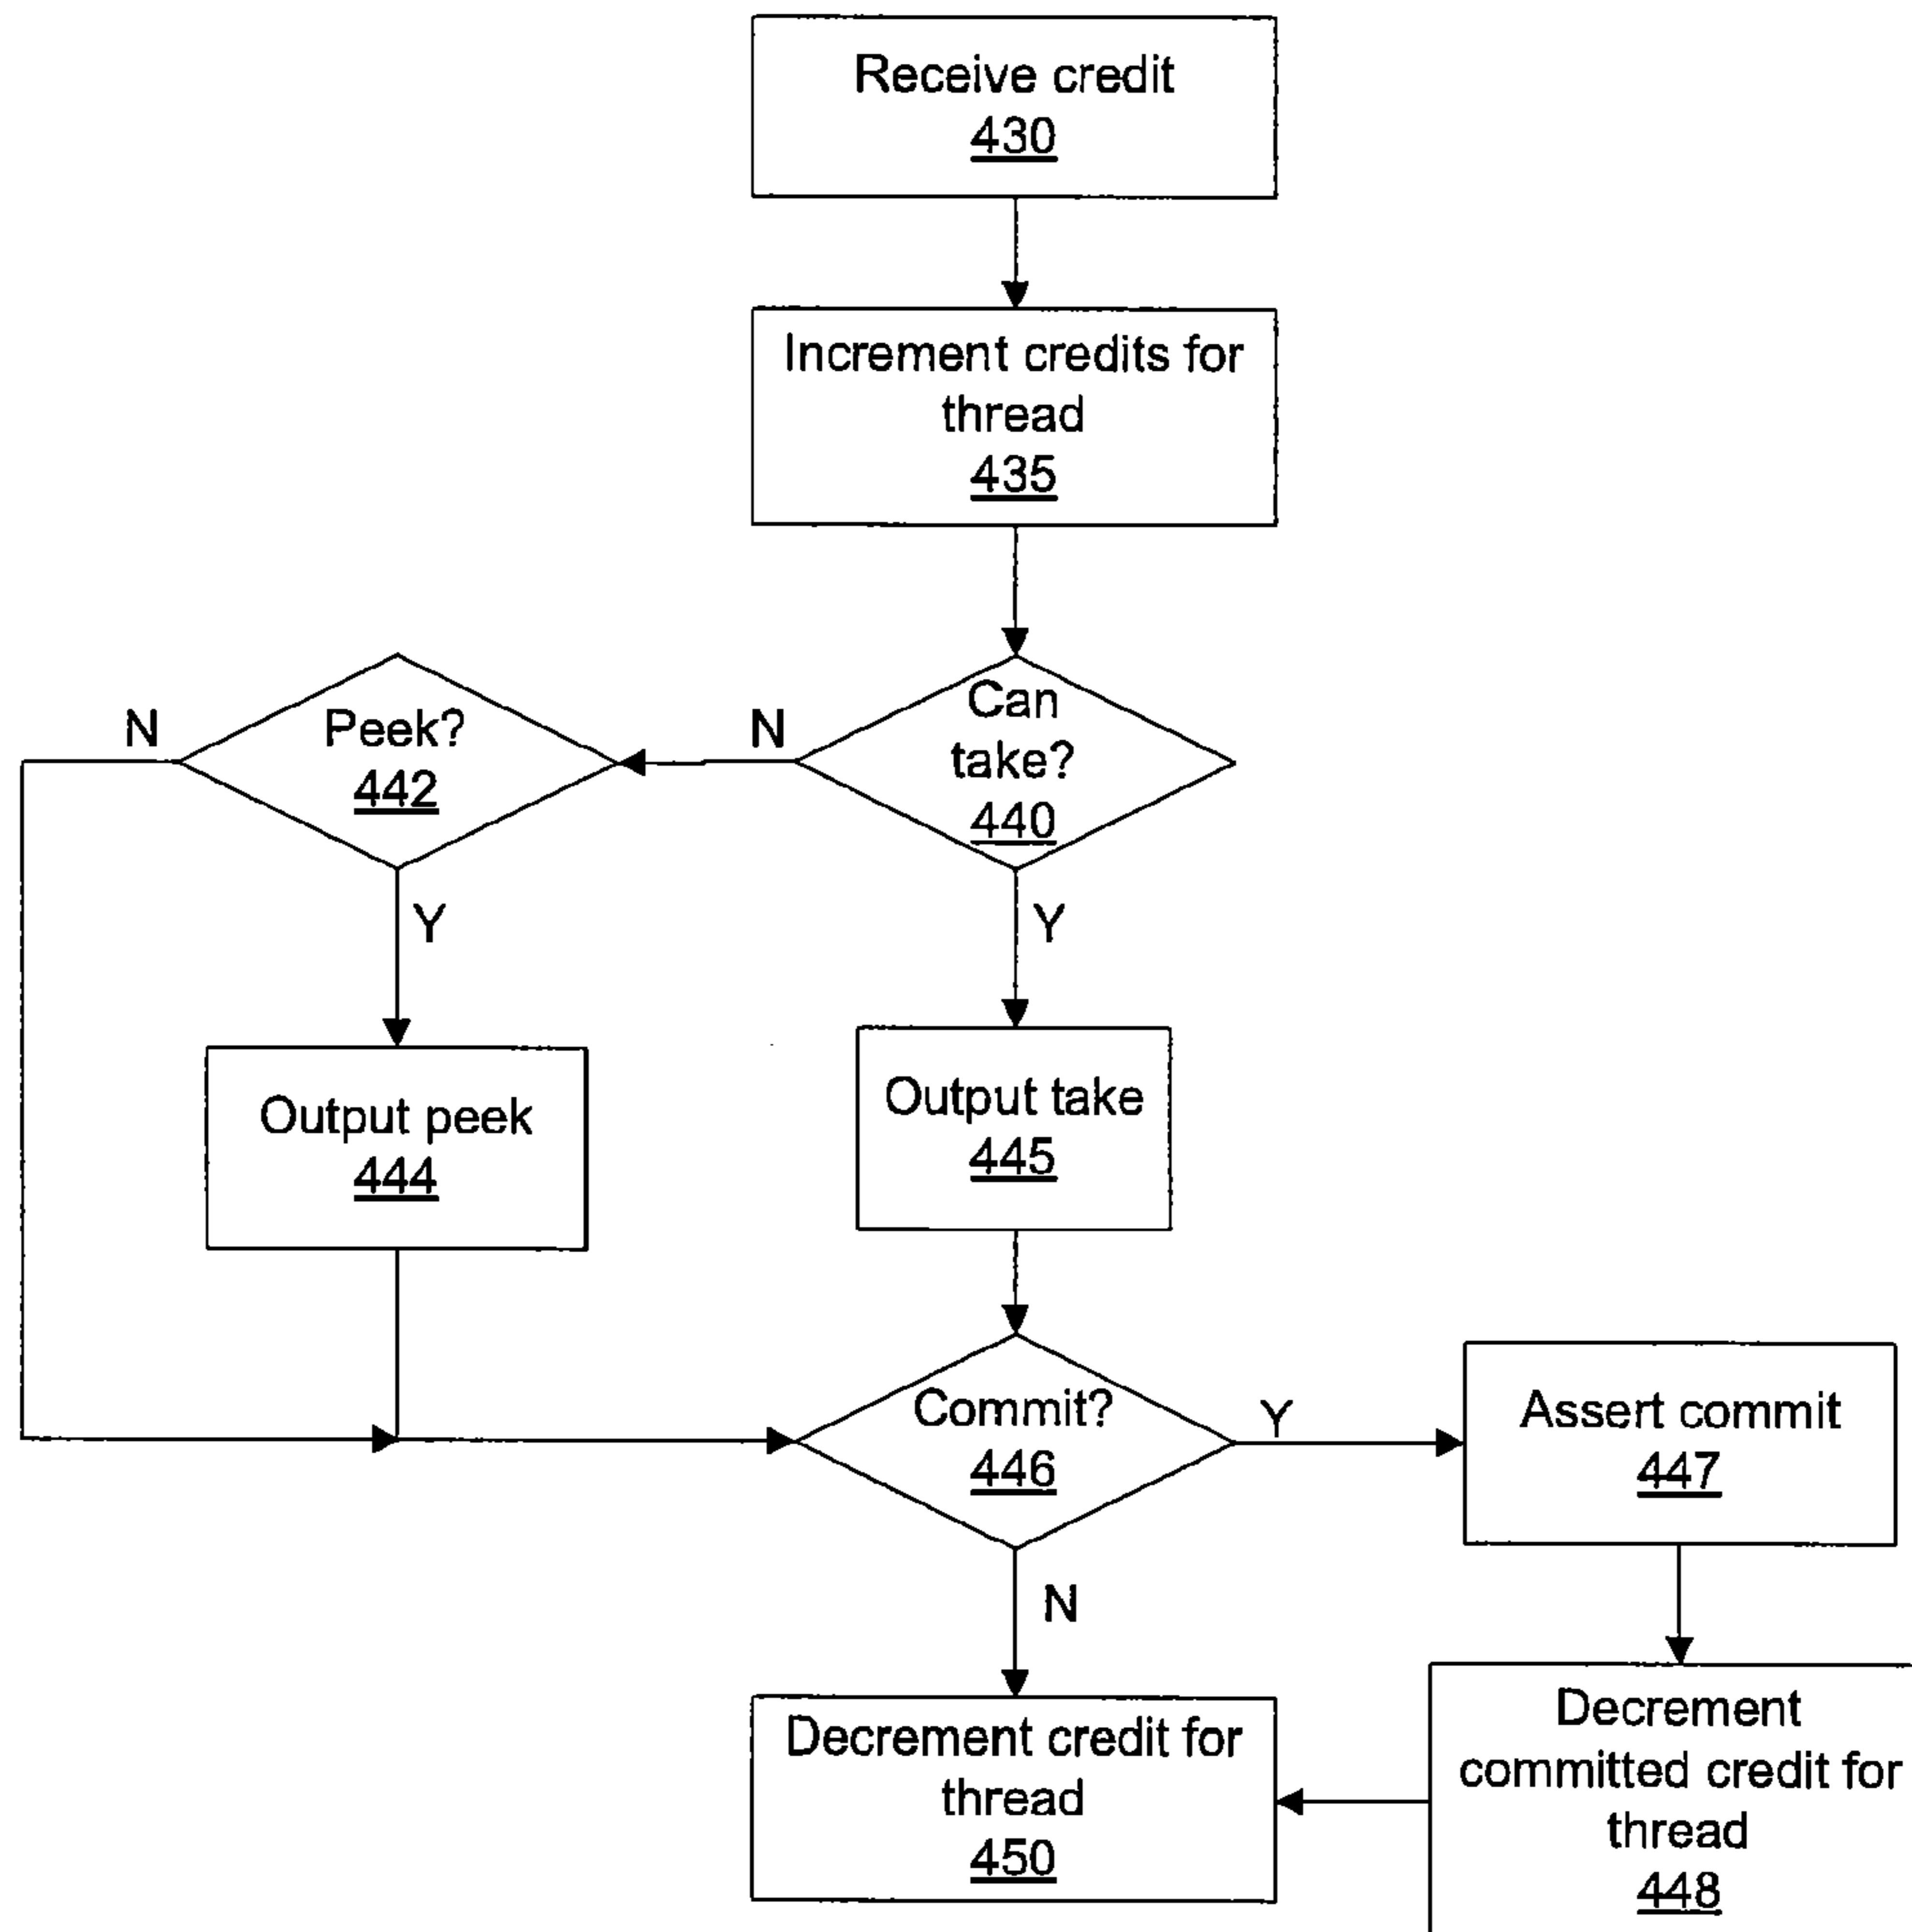 Receive credit
430
Increment credits for
thread
435
Can
take?
440
N
Peek?
442
N
Y
Y
Output peek
444
Output take
445
Commit?
446
Y
Assert commit
447
N
Decrement credit for
thread
450
Decrement
committed credit for
thread
448